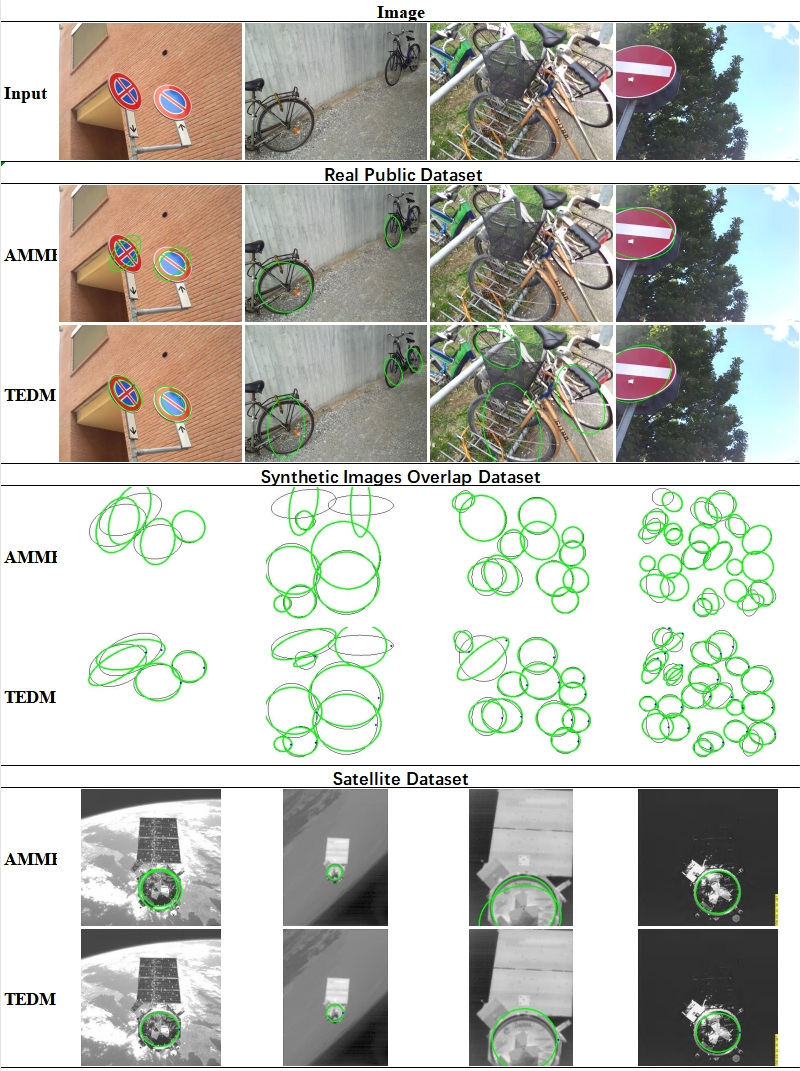 Image
Input
Real Public Dataset
AMMI
TEDM
Synthetic Images Overlap Dataset
AMMI
TEDM
Satellite Dataset
AMMI
TEDM